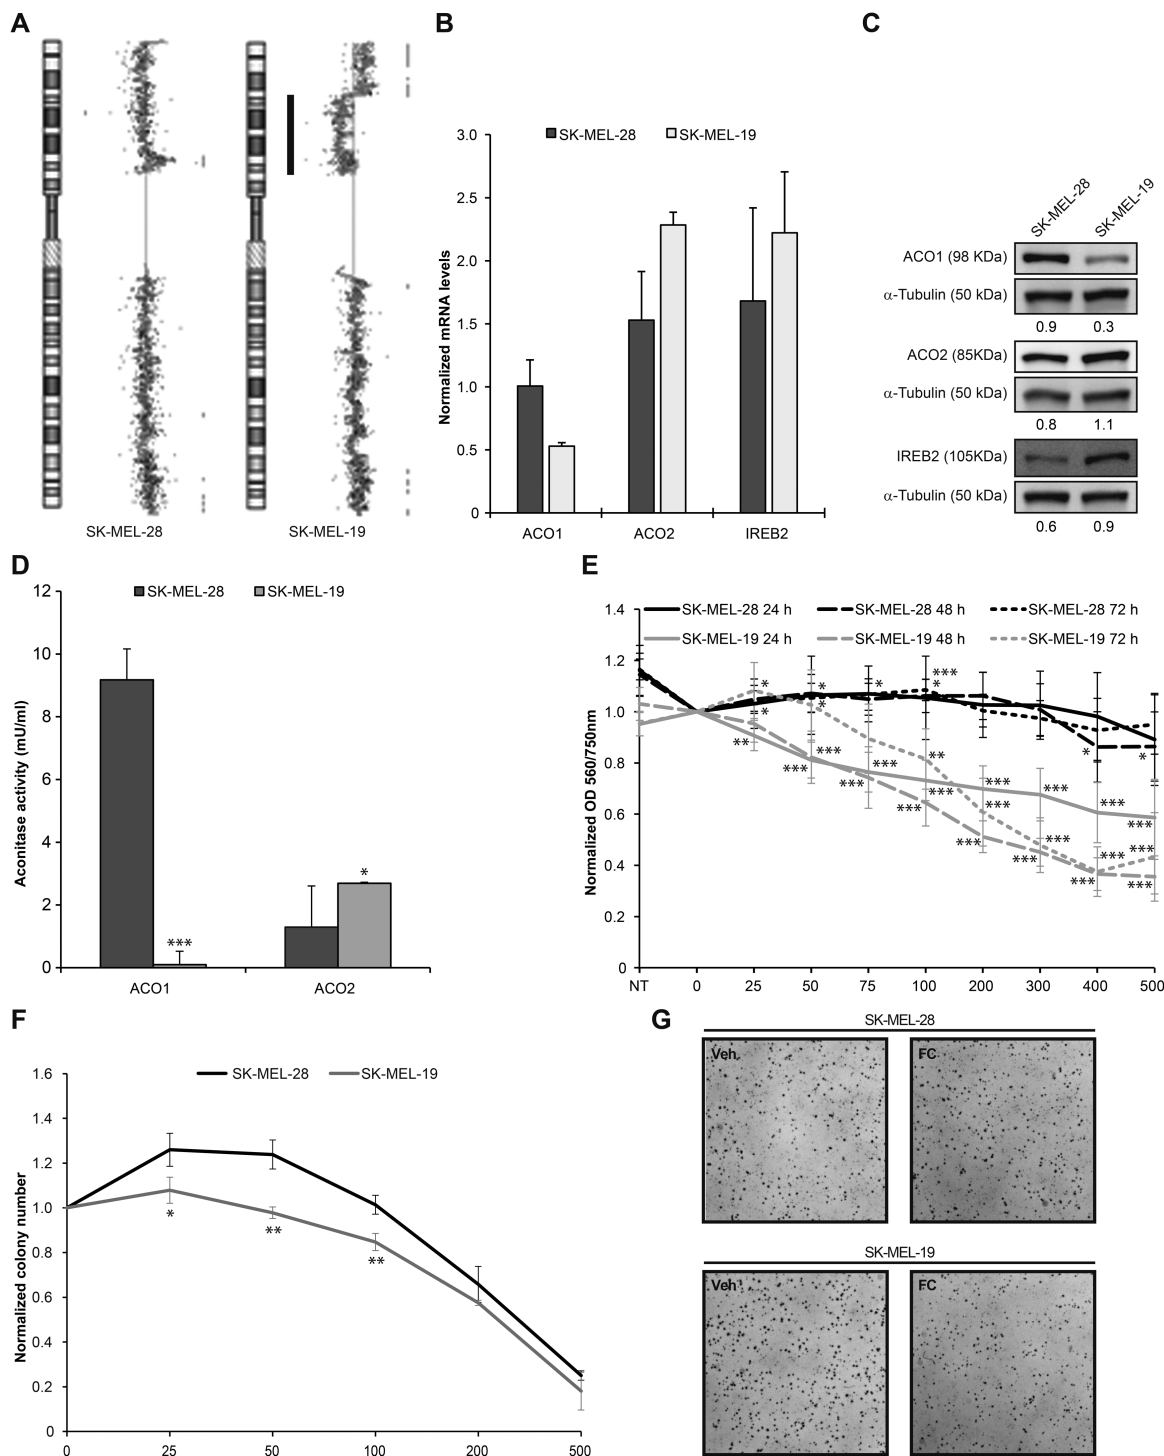 A
SK-MEL-28
SK-MEL-19
B
SK-MEL-28 SK-MEL-19
Normalized mRNA levels
3.0
2.5
2.0
1.5
1.0
0.5
0
ACO1 ACO2 IREB2
C
SK-MEL-28
SK-MEL-19
ACO1 (98 KDa)
α-Tubulin (50 kDa)
0.9 0.3
ACO2 (85KDa)
α-Tubulin (50 kDa)
0.8 1.1
IREB2 (105KDa)
α-Tubulin (50 kDa)
0.6 0.9
D
SK-MEL-28 SK-MEL-19
Aconitase activity (mU/ml)
12
10
8
6
4
2
0
***
*
ACO1 ACO2
E
SK-MEL-28 24 h SK-MEL-28 48 h SK-MEL-28 72 h
SK-MEL-19 24 h SK-MEL-19 48 h SK-MEL-19 72 h
Normalized OD 560/750nm
1.4
1.2
1.0
0.8
0.6
0.4
0.2
0
***
* * * *
* *
* *
** *** *** **
*** *** *** *** ***
*** *** *** ***
*** *** *** ***
*** *** ***
NT 0 25 50 75 100 200 300 400 500
F
SK-MEL-28 SK-MEL-19
Normalized colony number
1.6
1.4
1.2
1.0
0.8
0.6
0.4
0.2
0
* ** **
0 25 50 100 200 500
G
SK-MEL-28
Veh FC
SK-MEL-19
Veh FC